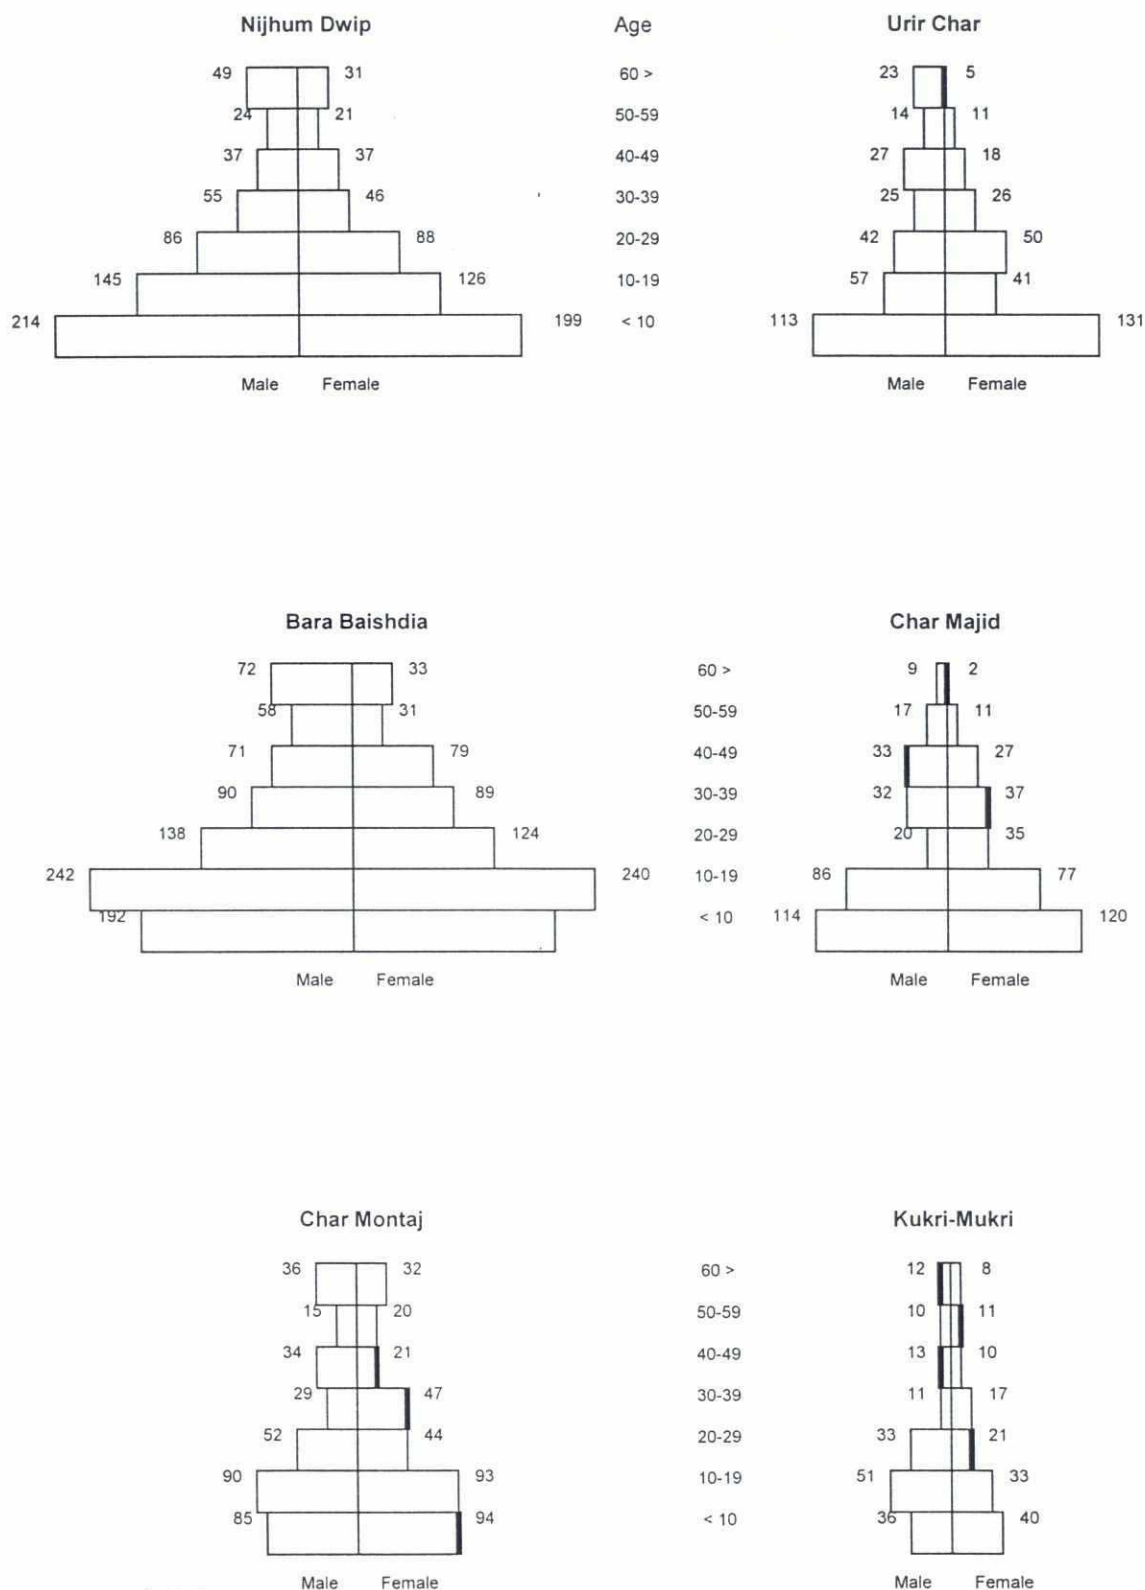 Nijhum Dwip Age Urir Char
49 31 60 > 23 5
24 21 50-59 14 11
37 37 40-49 27 18
55 46 30-39 25 26
86 88 20-29 42 50
145 126 10-19 57 41
214 199 < 10 113 131
Male Female Male Female
Bara Baishdia Char Majid
72 33 60 > 9 2
58 31 50-59 17 11
71 79 40-49 33 27
90 89 30-39 32 37
138 124 20-29 20 35
242 240 10-19 86 77
192 < 10 114 120
Male Female Male Female
Char Montaj Kukri-Mukri
36 32 60 > 12 8
15 20 50-59 10 11
34 21 40-49 13 10
29 47 30-39 11 17
52 44 20-29 33 21
90 93 10-19 51 33
85 94 < 10 36 40
Male Female Male Female